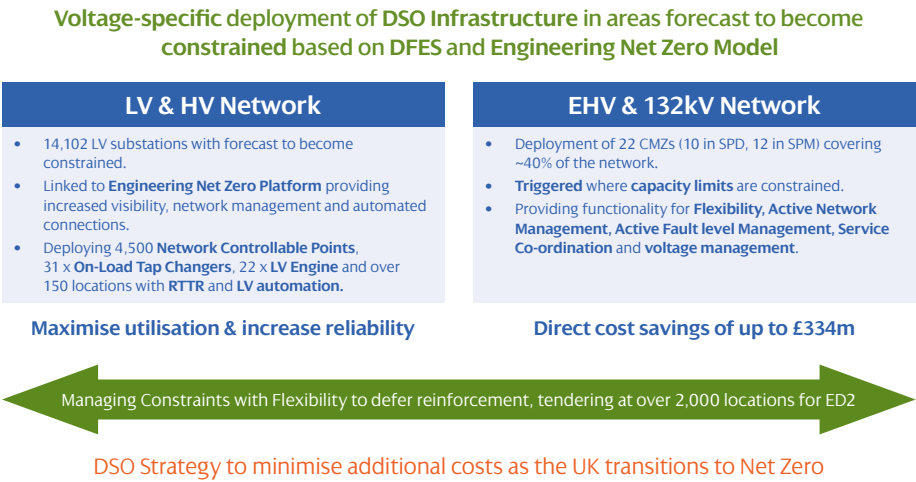 Voltage-specific deployment of DSO Infrastructure in areas forecast to become
constrained based on DFES and Engineering Net Zero Model
LV & HV Network
• 14,102 LV substations with forecast to become
constrained.
• Linked to Engineering Net Zero Platform providing
increased visibility, network management and automated
connections.
• Deploying 4,500 Network Controllable Points,
31 x On-Load Tap Changers, 22 x LV Engine and over
150 locations with RTTR and LV automation.
Maximise utilisation & increase reliability
EHV & 132kV Network
• Deployment of 22 CMZs (10 in SPD, 12 in SPM) covering
~40% of the network.
• Triggered where capacity limits are constrained.
• Providing functionality for Flexibility, Active Network
Management, Active Fault level Management, Service
Co-ordination and voltage management.
Direct cost savings of up to £334m
Managing Constraints with Flexibility to defer reinforcement, tendering at over 2,000 locations for ED2
DSO Strategy to minimise additional costs as the UK transitions to Net Zero